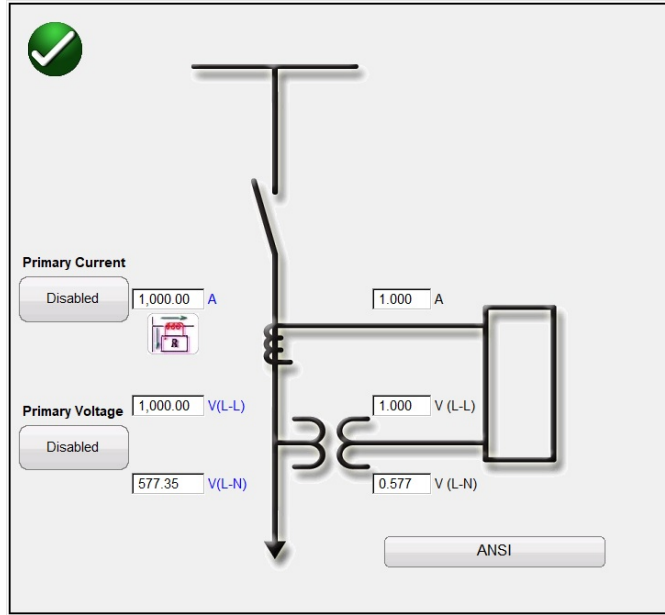 Primary Current
Disabled
1,000.00 A
1.000 A
R
Primary Voltage
1,000.00 V(L-L)
1.000 V (L-L)
Disabled
577.35 V(L-N)
0.577 V (L-N)
ANSI